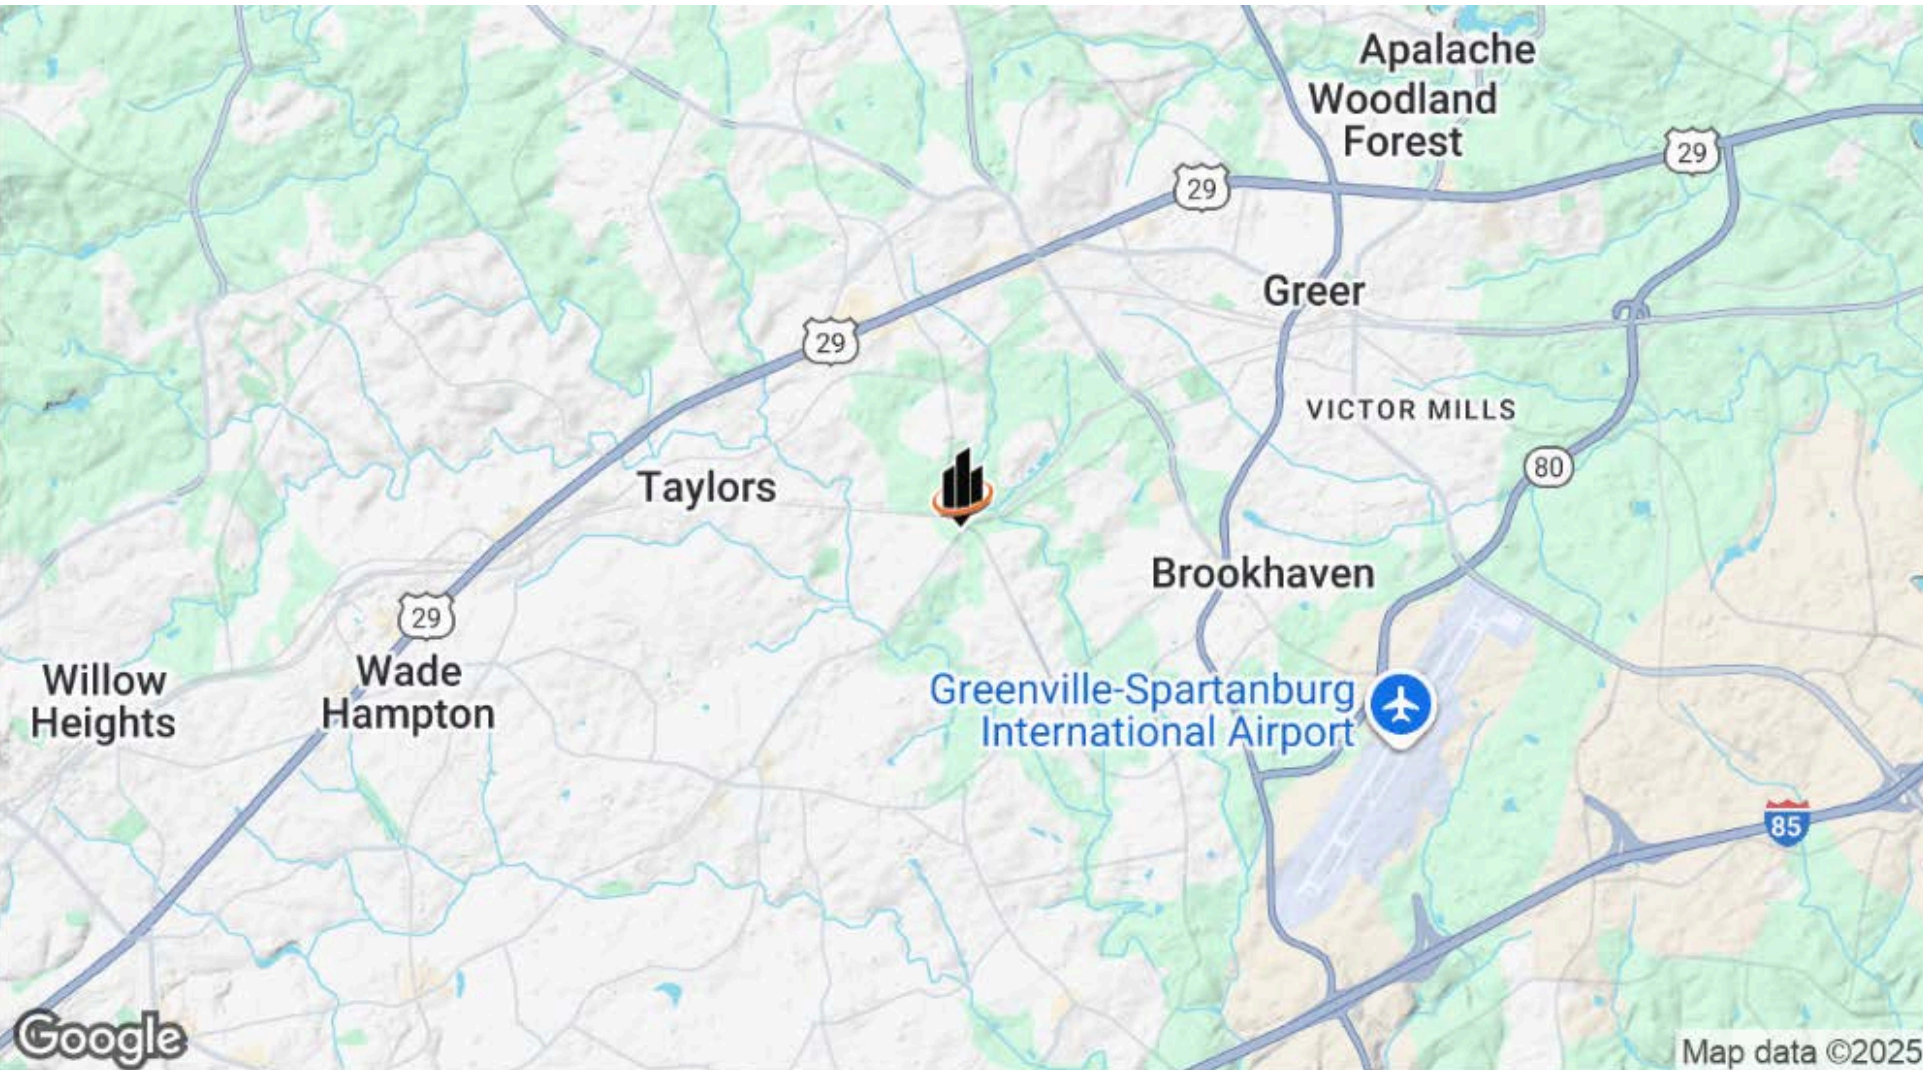 Apalache
Woodland
Forest
29
29
Greer
29
VICTOR MILLS
80
Taylors
Brookhaven
29
Wade
Hampton
Willow
Heights
Greenville-Spartanburg
International Airport
85
Google
Map data ©2025